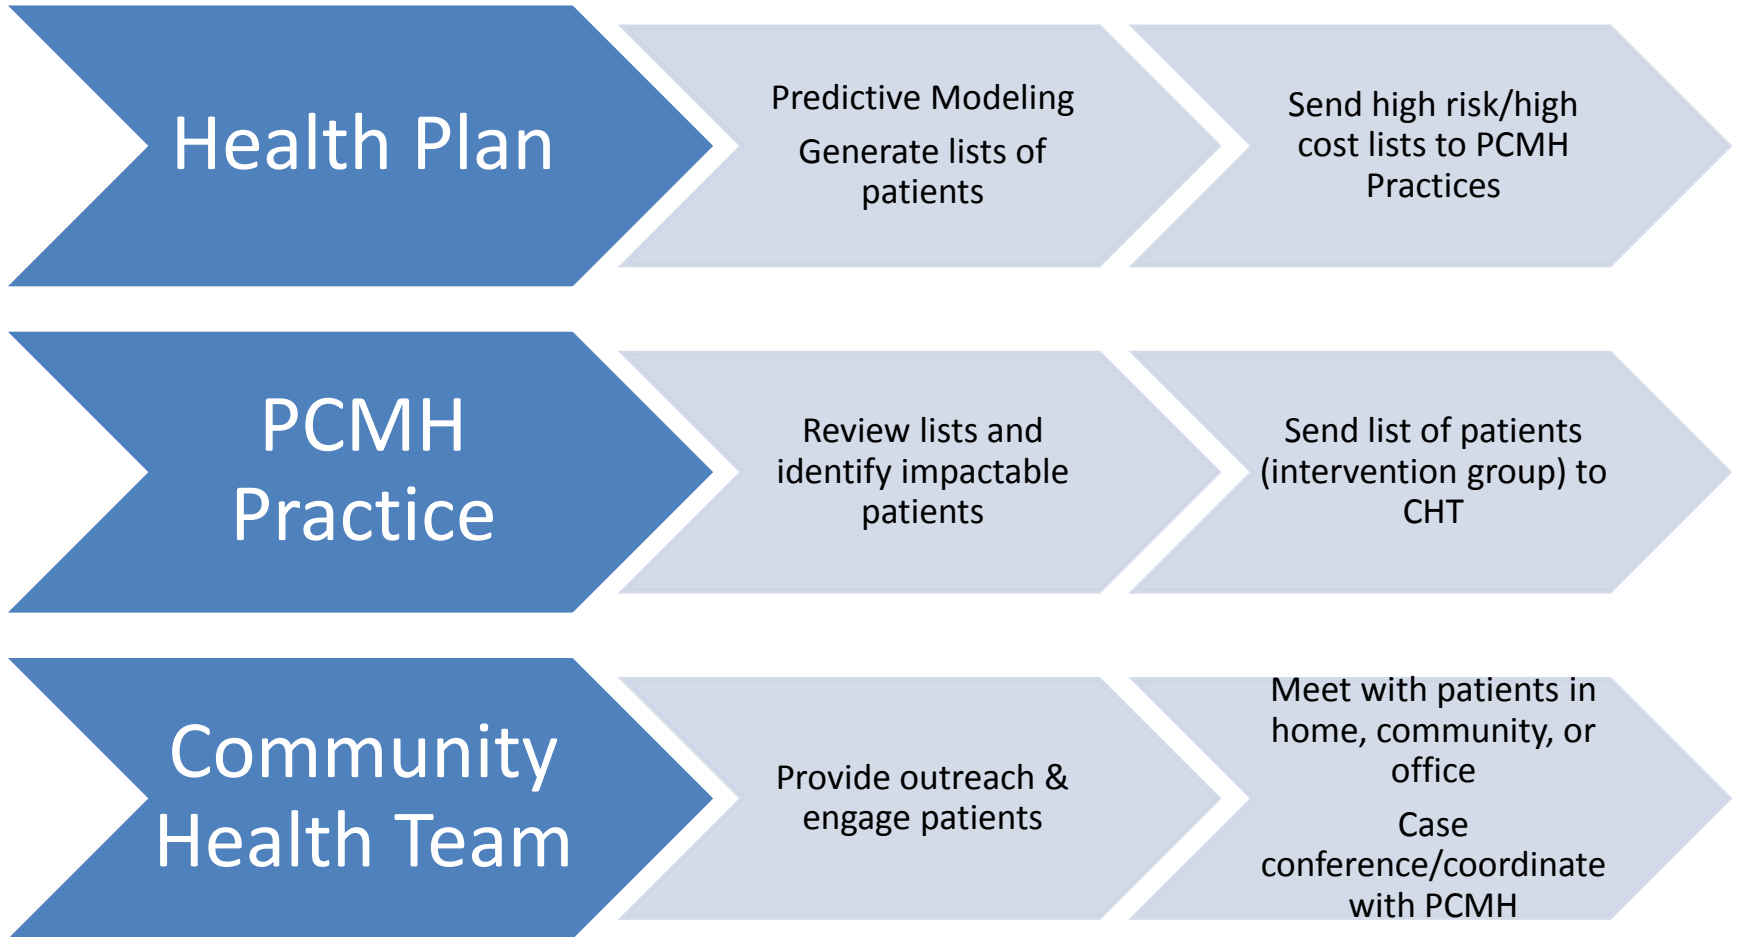 Health Plan
Predictive Modeling
Generate lists of
patients
Send high risk/high
cost lists to PCMH
Practices
PCMH
Practice
Review lists and
identify impactable
patients
Send list of patients
(intervention group) to
CHT
Community
Health Team
Provide outreach &
engage patients
Meet with patients in
home, community, or
office
Case
conference/coordinate
with PCMH